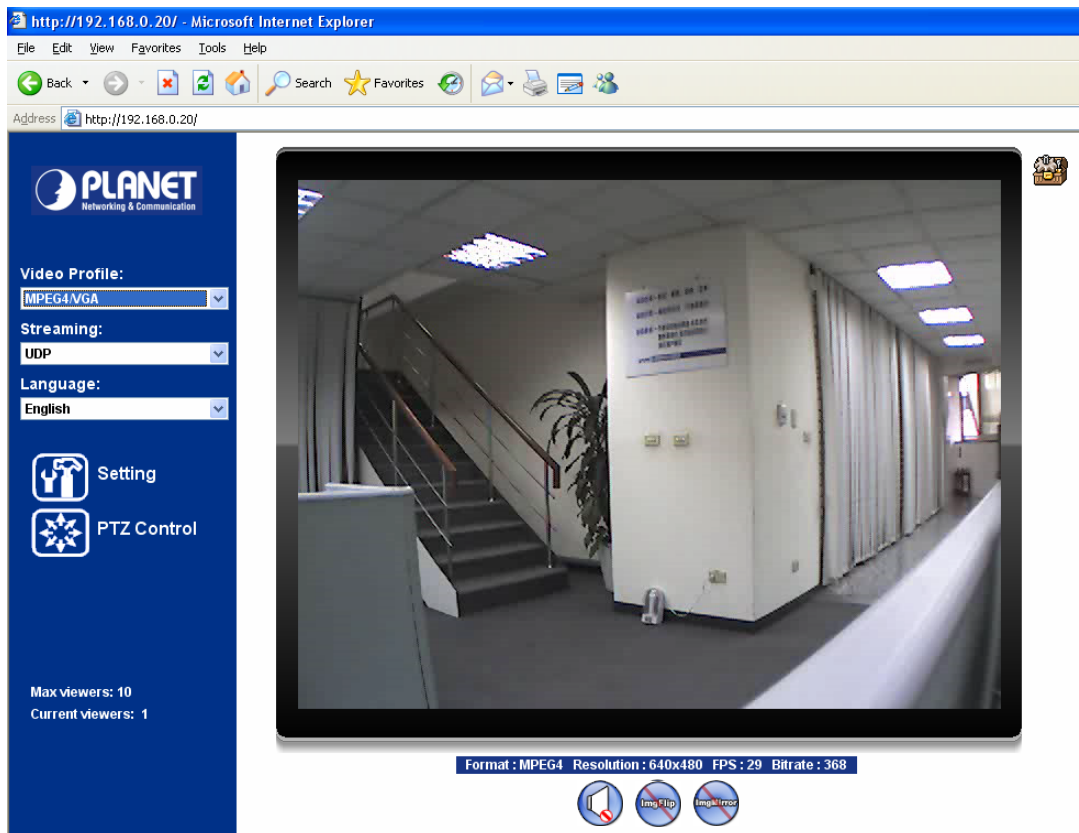 http://192.168.0.20/ - Microsoft Internet Explorer
File Edit View Favorites Tools Help
Back Search Favorites
Address http://192.168.0.20/
PLANET
Networking & Communication
Video Profile:
MPEG4/VGA
Streaming:
UDP
Language:
English
Setting
PTZ Control
Max viewers: 10
Current viewers: 1
Format : MPEG4 Resolution : 640x480 FPS : 29 Bitrate : 368
ImgFlip ImgMirror